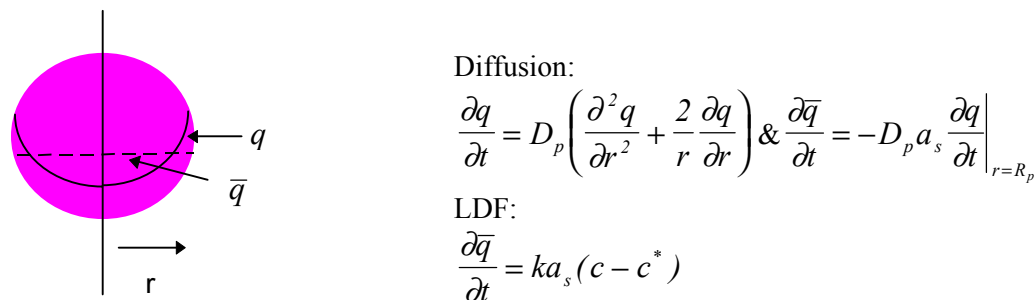 q
q̅
r
Diffusion:
∂q/∂t = D_p(∂²q/∂r² + 2/r ∂q/∂r) & ∂q̅/∂t = −D_p a_s ∂q/∂t|_{r=R_p}
LDF:
∂q̅/∂t = ka_s(c − c*)